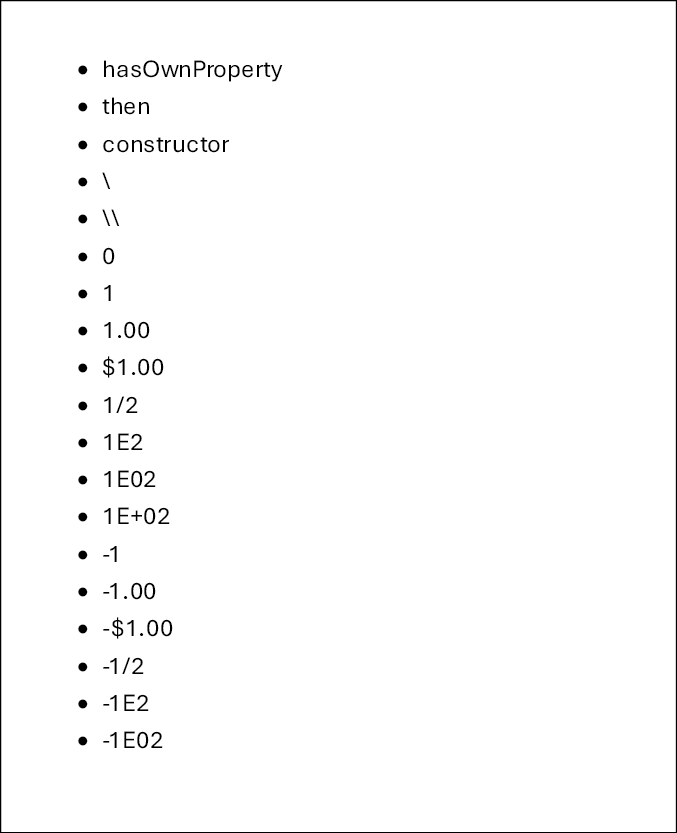 • hasOwnProperty
• then
• constructor
• \
• \\
• 0
• 1
• 1.00
• $1.00
• 1/2
• 1E2
• 1E02
• 1E+02
• -1
• -1.00
• -$1.00
• -1/2
• -1E2
• -1E02